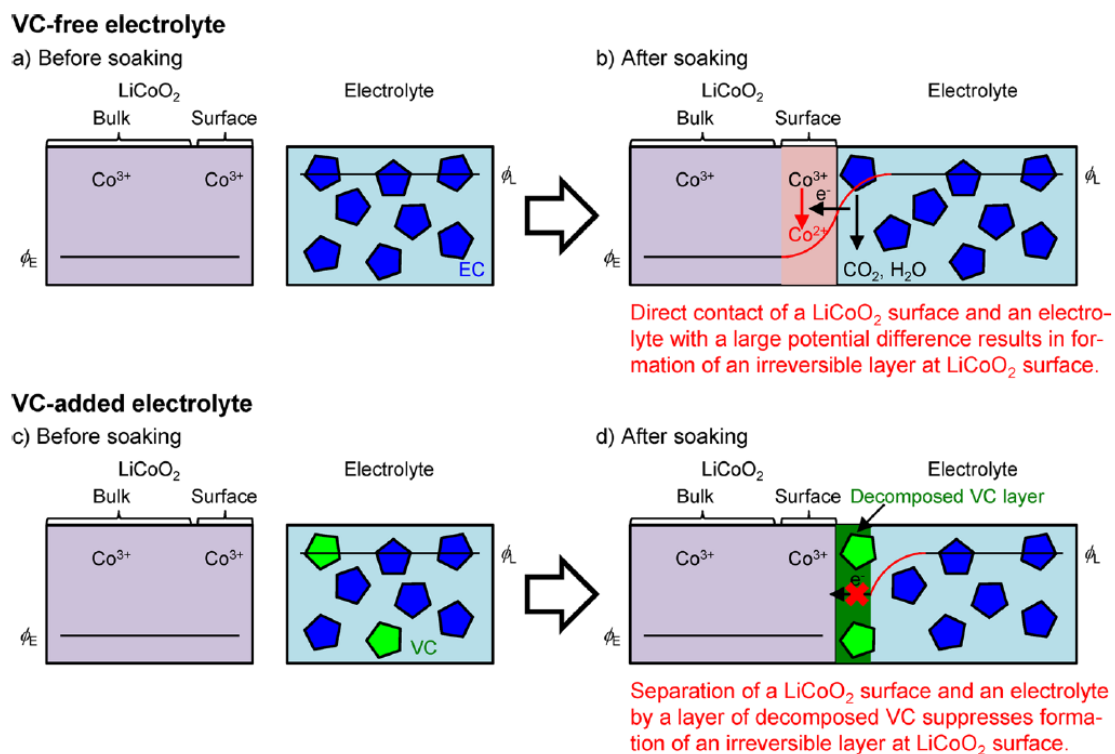 VC-free electrolyte
a) Before soaking
LiCoO₂
Electrolyte
Bulk
Surface
Co³⁺
Co³⁺
ϕL
ϕE
EC
b) After soaking
LiCoO₂
Electrolyte
Bulk
Surface
Co³⁺
Co³⁺
ϕL
e⁻
Co²⁺
ϕE
CO₂, H₂O
Direct contact of a LiCoO₂ surface and an electro-
lyte with a large potential difference results in for-
mation of an irreversible layer at LiCoO₂ surface.
VC-added electrolyte
c) Before soaking
LiCoO₂
Electrolyte
Bulk
Surface
Co³⁺
Co³⁺
ϕL
ϕE
VC
d) After soaking
LiCoO₂
Electrolyte
Bulk
Surface
Decomposed VC layer
Co³⁺
Co³⁺
ϕL
e⁻
ϕE
Separation of a LiCoO₂ surface and an electrolyte
by a layer of decomposed VC suppresses forma-
tion of an irreversible layer at LiCoO₂ surface.